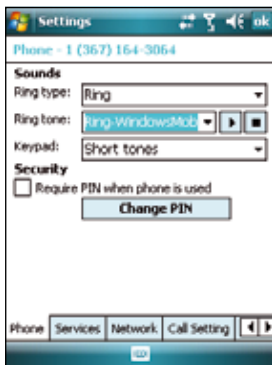 Settings ok
Phone - 1 (367) 164-3064
Sounds
Ring type: Ring
Ring tone: Ring-WindowsMob
Keypad: Short tones
Security
Require PIN when phone is used
Change PIN
Phone Services Network Call Setting